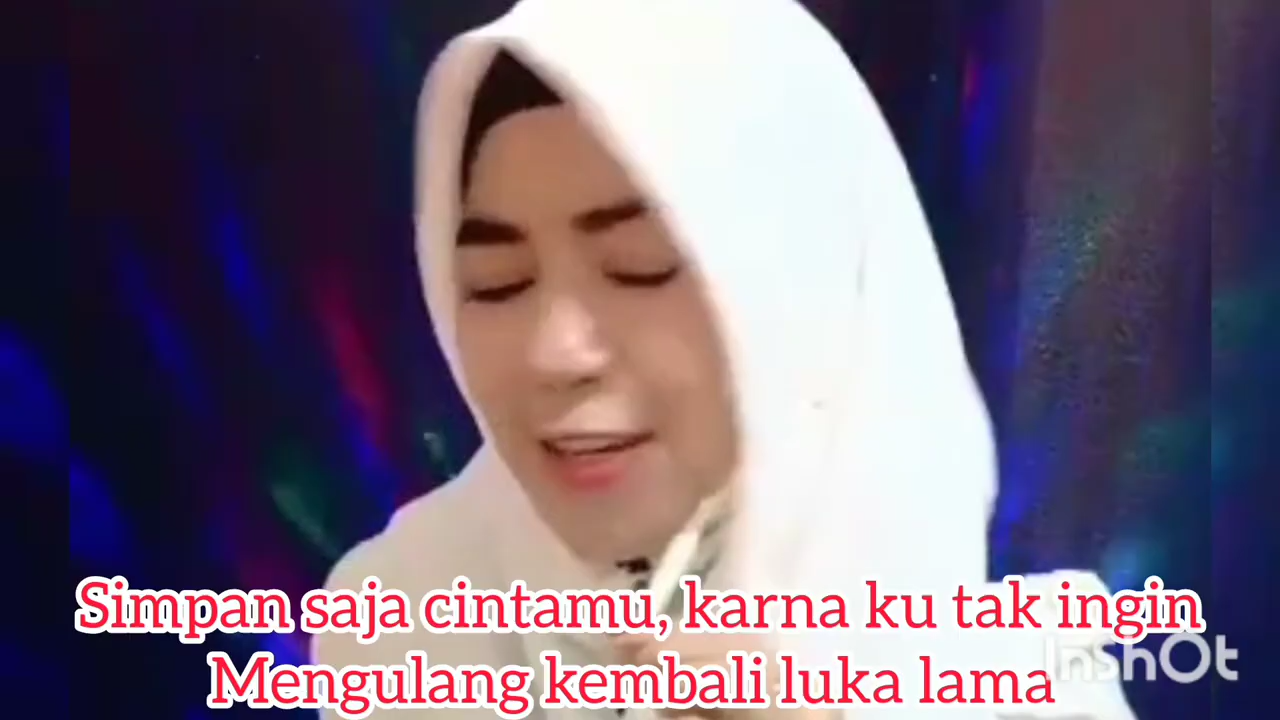 Simpan saja cintamu, karna ku tak ingin
Mengulang kembali luka lama
InshOt